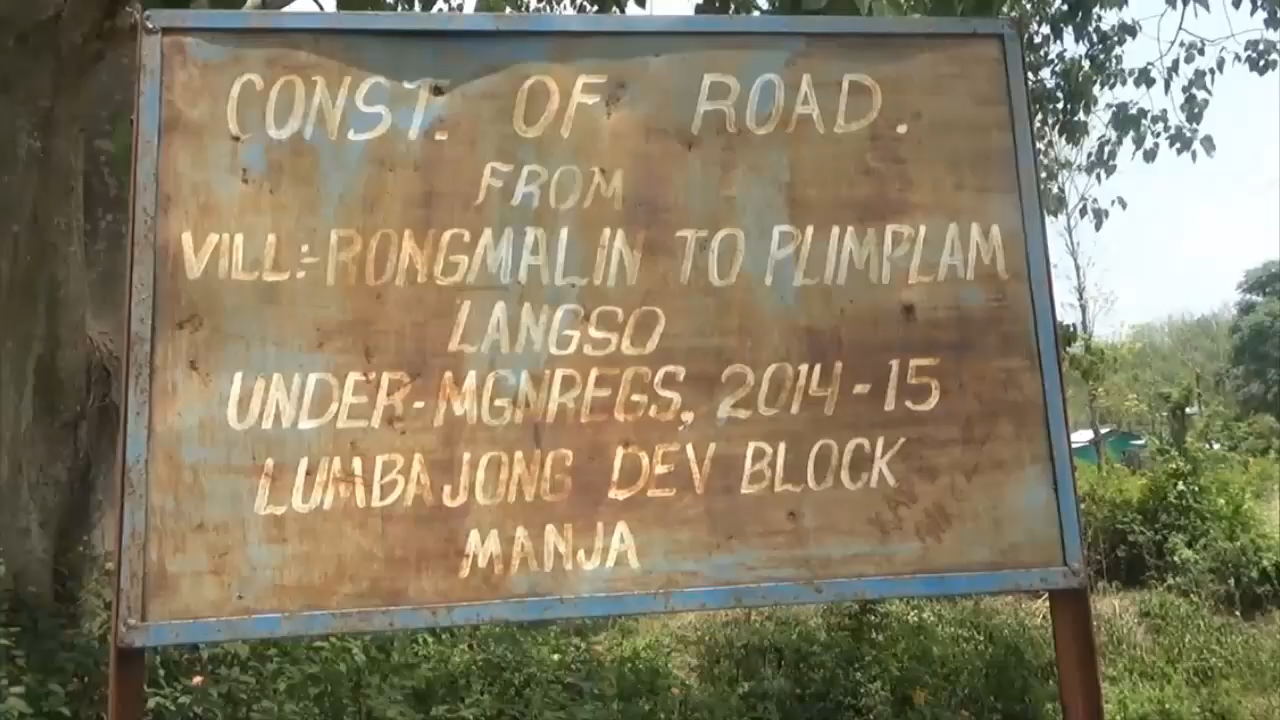 CONST. OF ROAD.
FROM
VILL:-RONGMALIN TO PLIMPLAM
LANGSO
UNDER-MGNREGS, 2014-15
LUMBAJONG DEV BLOCK
MANJA